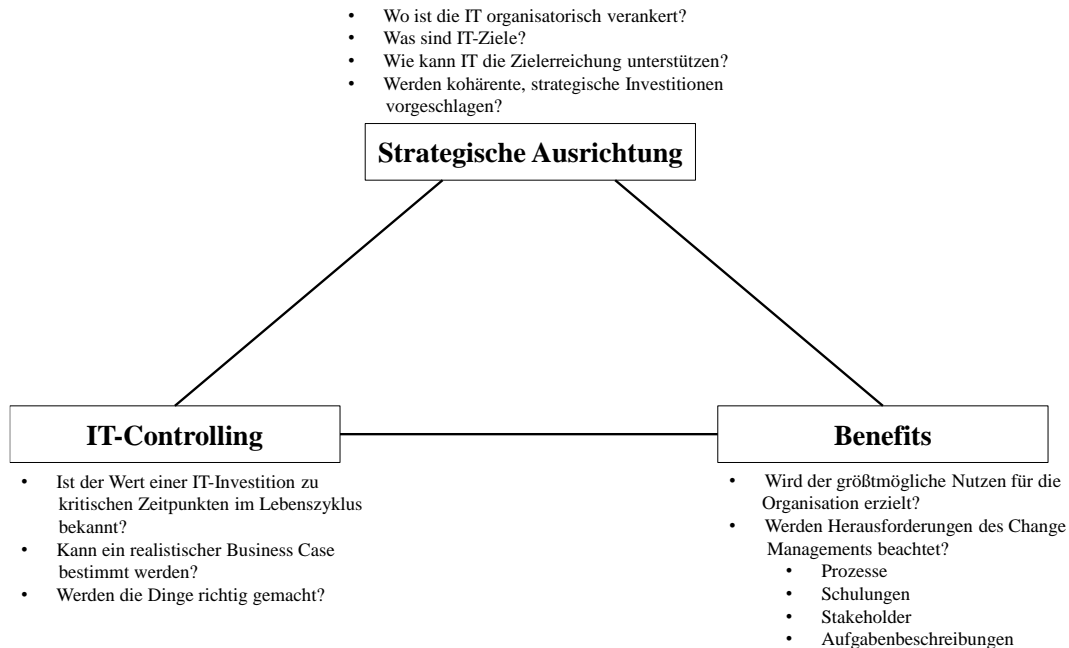 • Wo ist die IT organisatorisch verankert?
• Was sind IT-Ziele?
• Wie kann IT die Zielerreichung unterstützen?
• Werden kohärente, strategische Investitionen
vorgeschlagen?
Strategische Ausrichtung
IT-Controlling
• Ist der Wert einer IT-Investition zu
kritischen Zeitpunkten im Lebenszyklus
bekannt?
• Kann ein realistischer Business Case
bestimmt werden?
• Werden die Dinge richtig gemacht?
Benefits
• Wird der größtmögliche Nutzen für die
Organisation erzielt?
• Werden Herausforderungen des Change
Managements beachtet?
• Prozesse
• Schulungen
• Stakeholder
• Aufgabenbeschreibungen